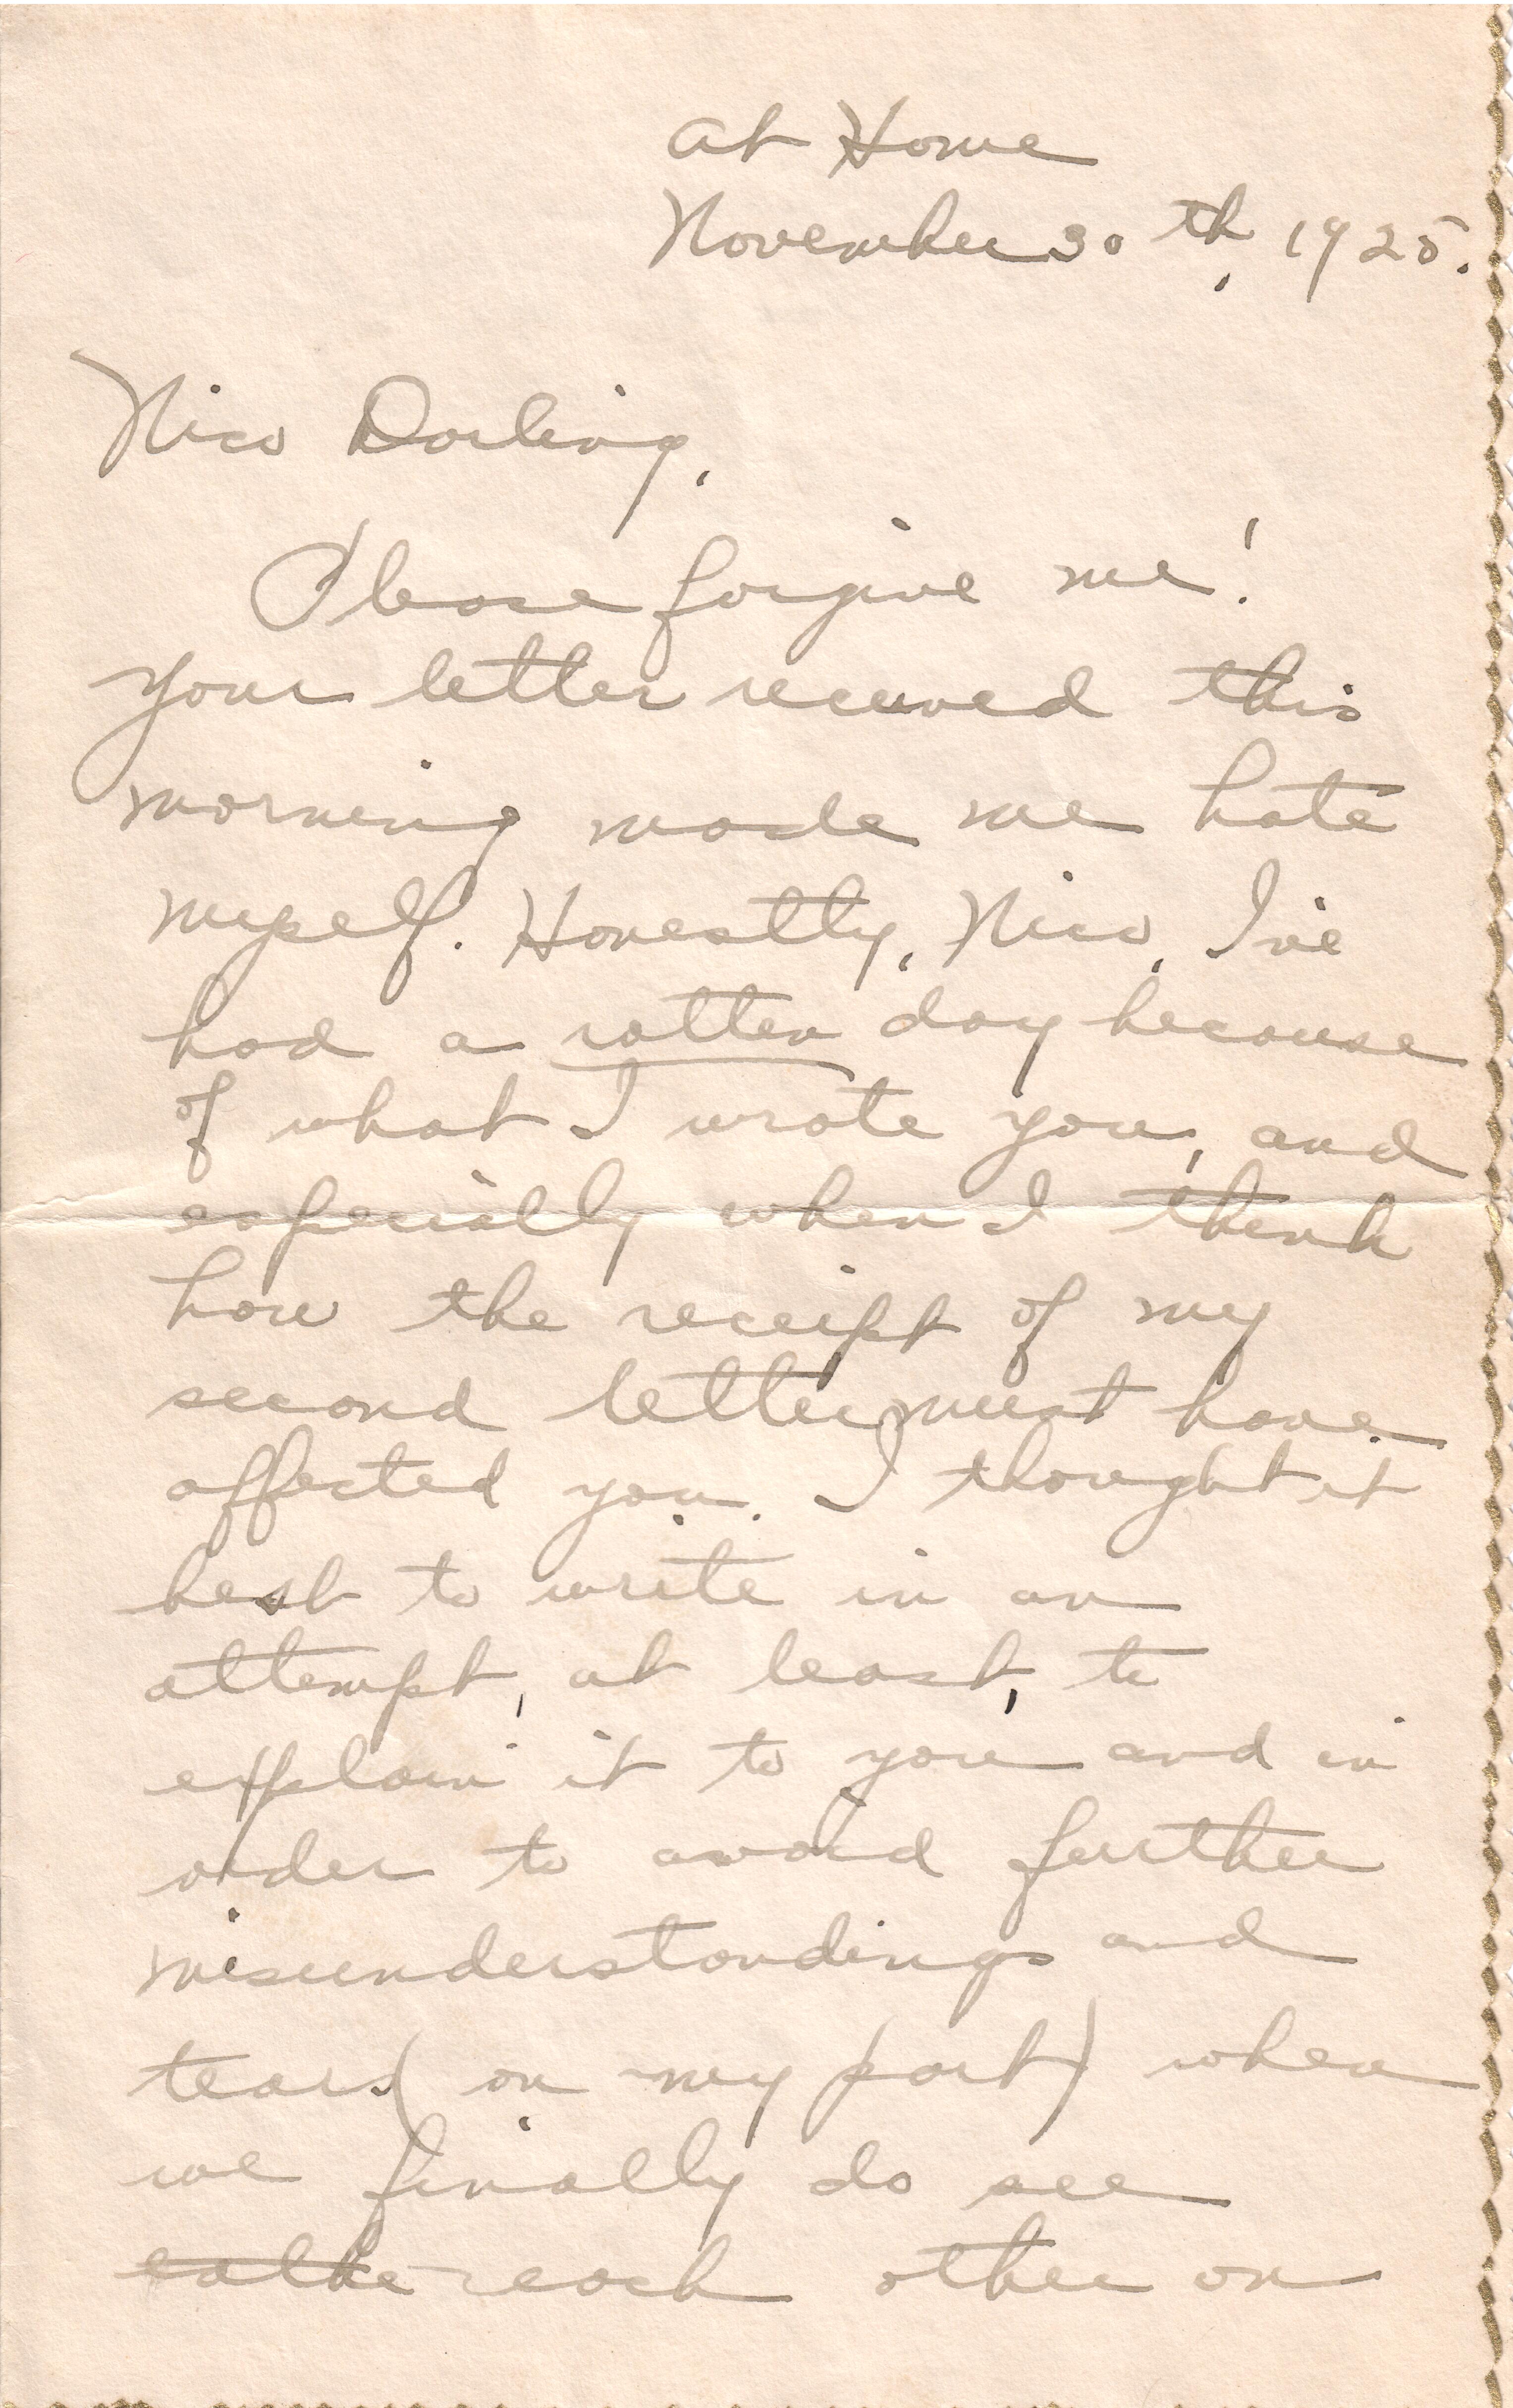 At Home
November 30th, 1925.
Nico Darling,
Please forgive me!
Your letter received this
morning made me hate
myself. Honestly, Nico, I've
had a rotten day because
of what I wrote you, and
especially when I think
how the receipt of my
second letter must have
affected you. I thought it
best to write in an
attempt, at least, to
explain it to you and in
order to avoid further
misunderstandings and
tears (on my part) when
we finally do see
each other on